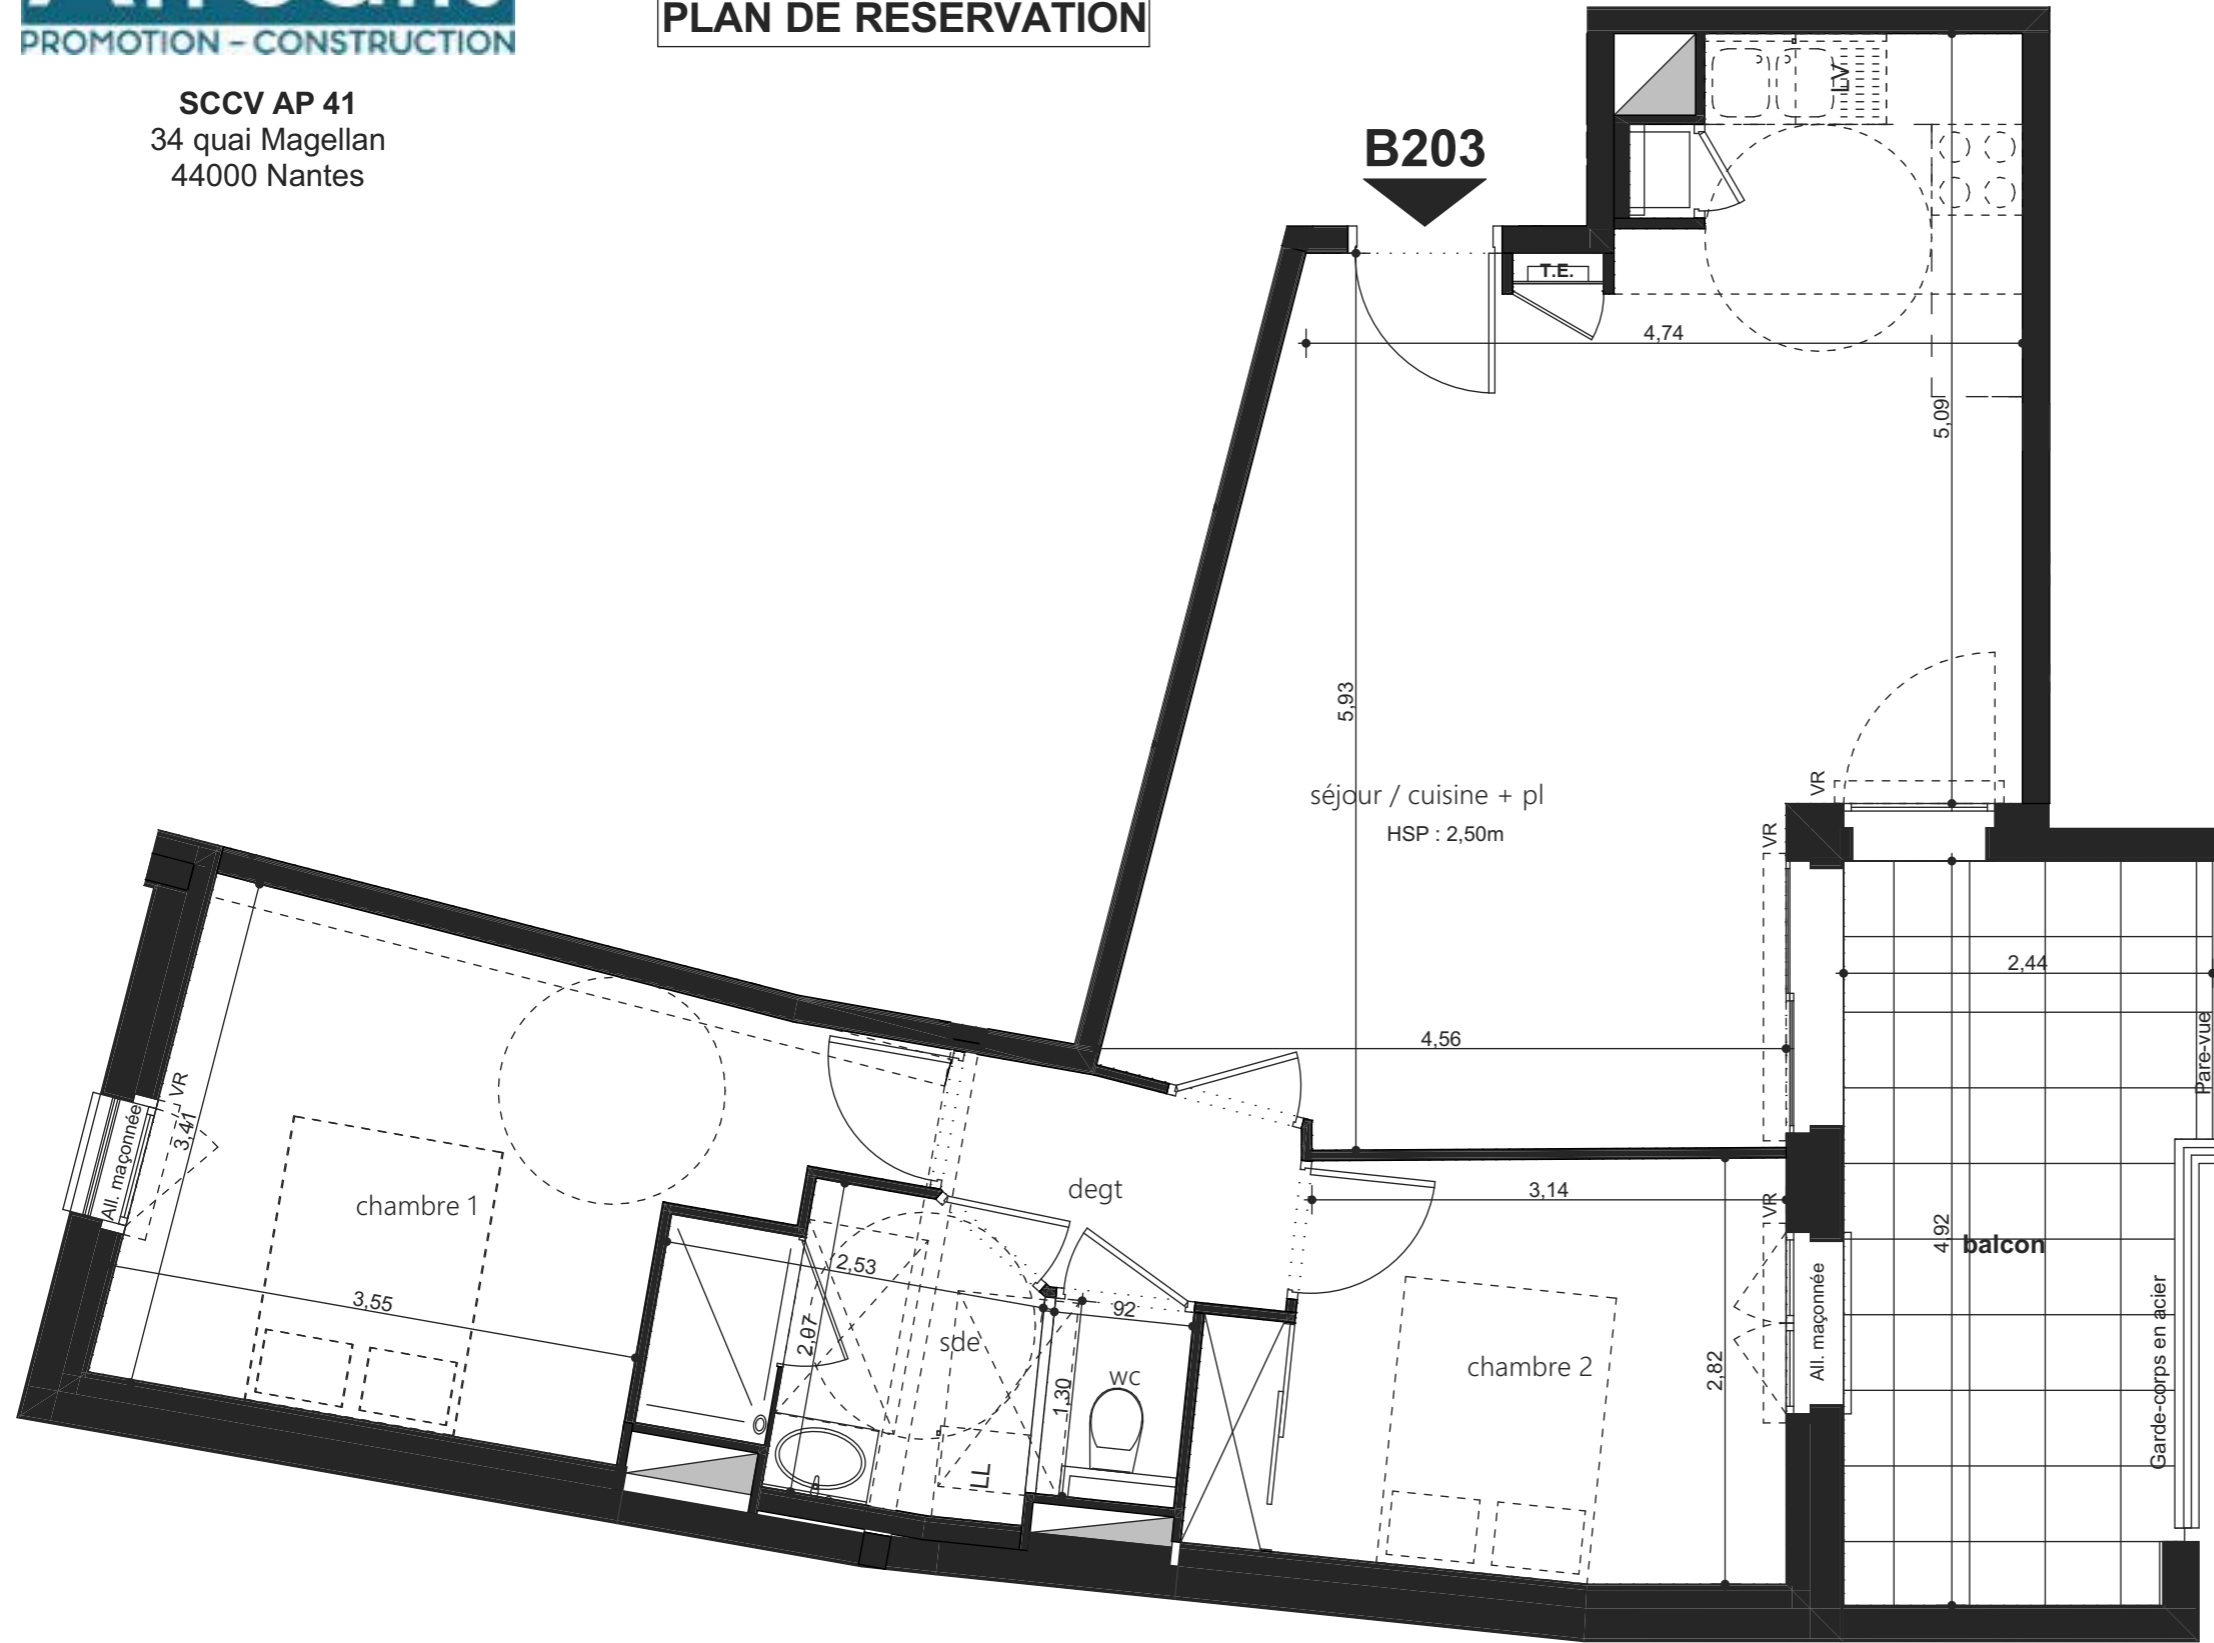 PROMOTION – CONSTRUCTION
PLAN DE RESERVATION
SCCV AP 41
34 quai Magellan
44000 Nantes
B203
LV
T.E.
4,74
5,09
5,93
séjour / cuisine + pl
HSP : 2,50m
VR
VR
2,44
4,56
Pare-vue
VR
3,41
All. maçonnée
chambre 1
degt
3,14
VR
4,92
balcon
2,53
3,55
92
2,07
sde
All. maçonnée
Garde-corps en acier
chambre 2
2,82
wc
1,30
LL